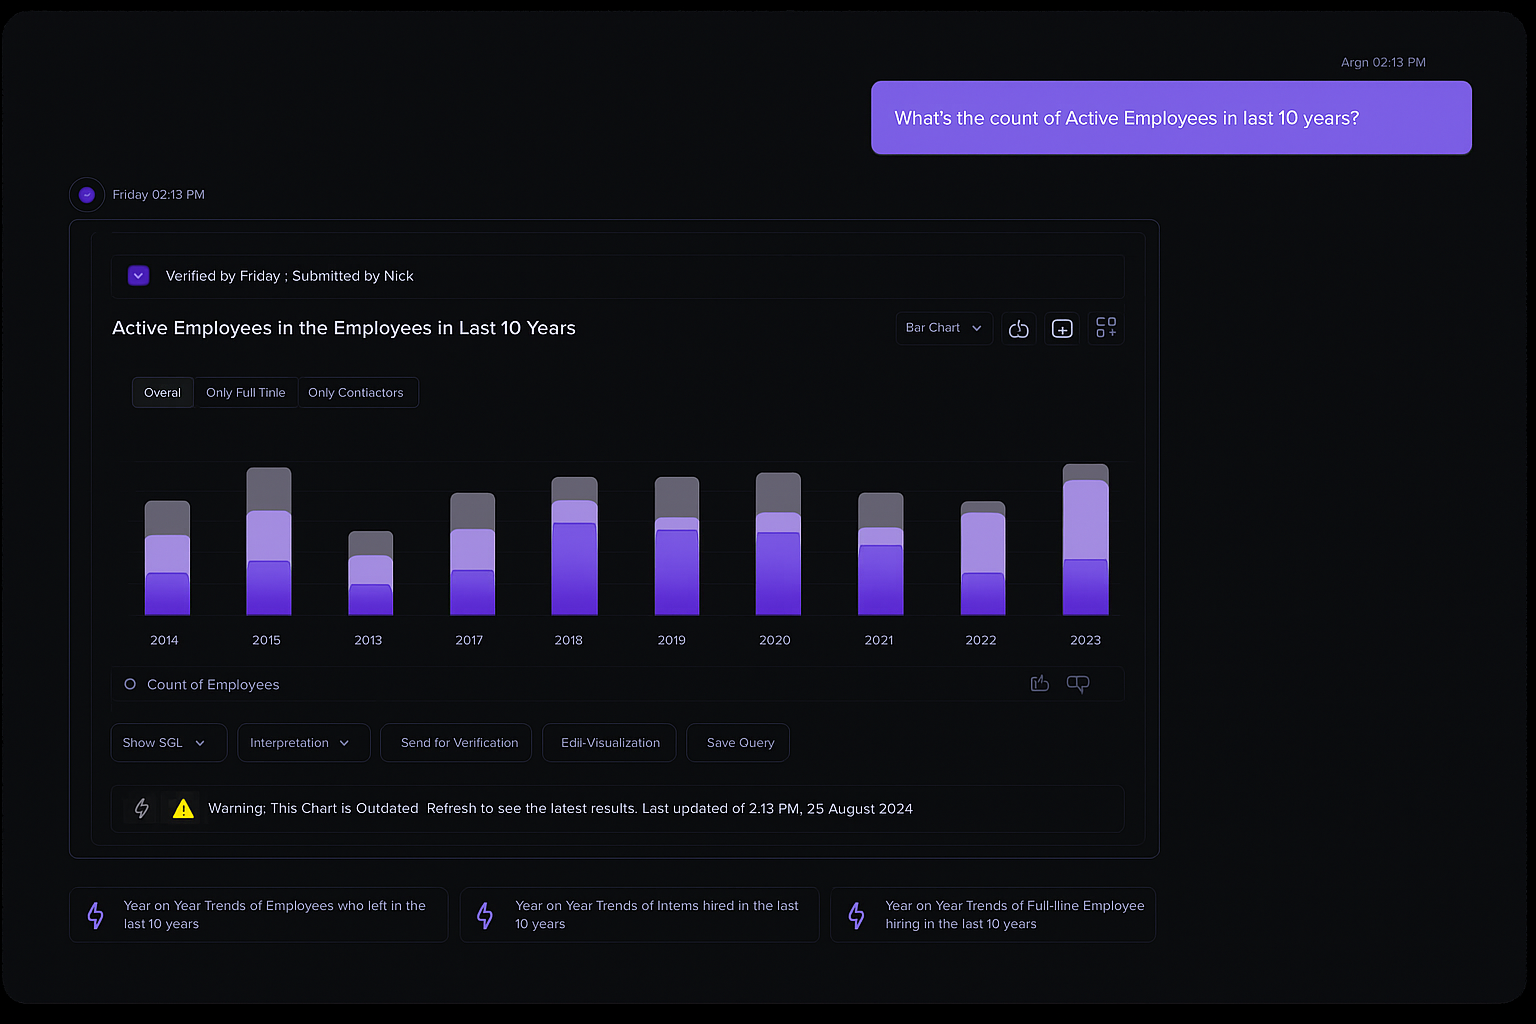 Argn 02:13 PM
What's the count of Active Employees in last 10 years?
Friday 02:13 PM
Verified by Friday ; Submitted by Nick
Active Employees in the Employees in Last 10 Years
Bar Chart
Overal
Only Full Tinle
Only Contiactors
2014
2015
2013
2017
2018
2019
2020
2021
2022
2023
Count of Employees
Show SGL
Interpretation
Send for Verification
Edil-Visualization
Save Query
Warning; This Chart is Outdated Refresh to see the latest results. Last updated of 2.13 PM, 25 August 2024
Year on Year Trends of Employees who left in the
last 10 years
Year on Year Trends of Intems hired in the last
10 years
Year on Year Trends of Full-lline Employee
hiring in the last 10 years